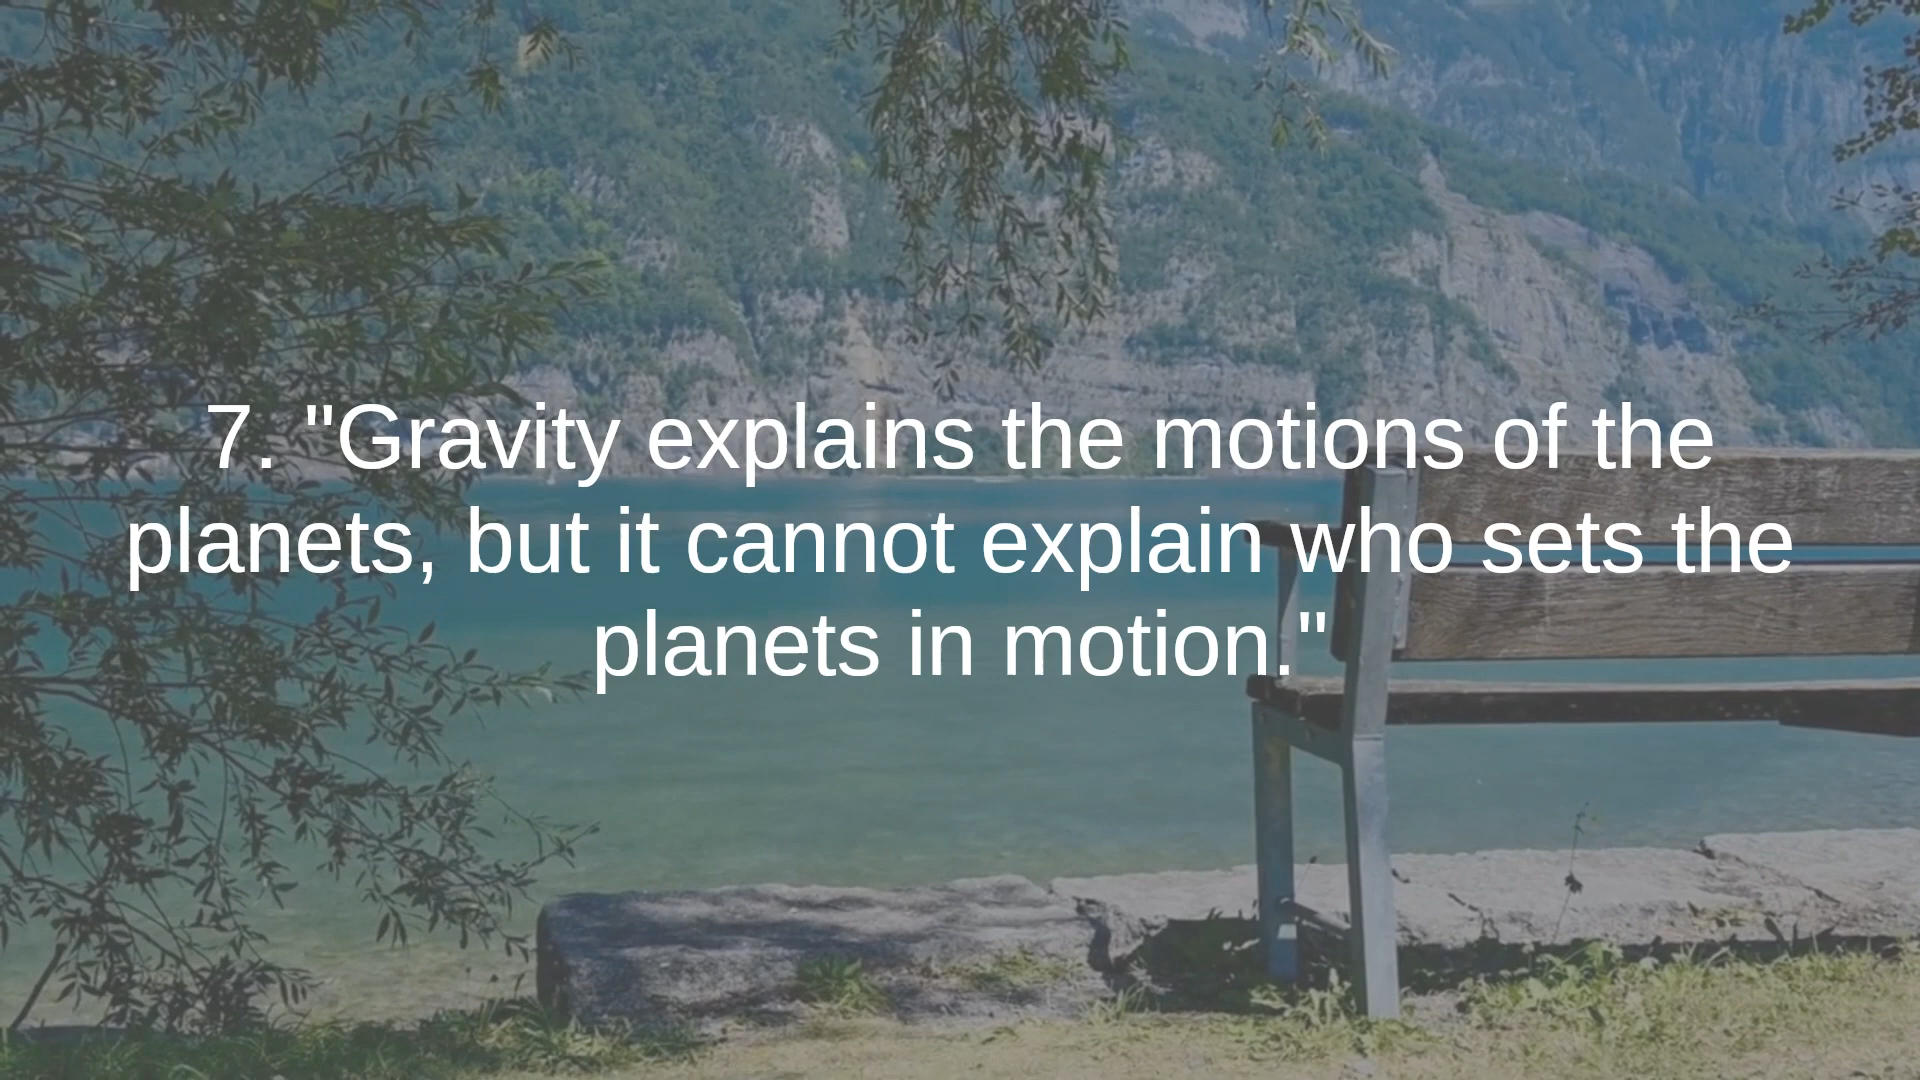 7. "Gravity explains the motions of the
planets, but it cannot explain who sets the
planets in motion."